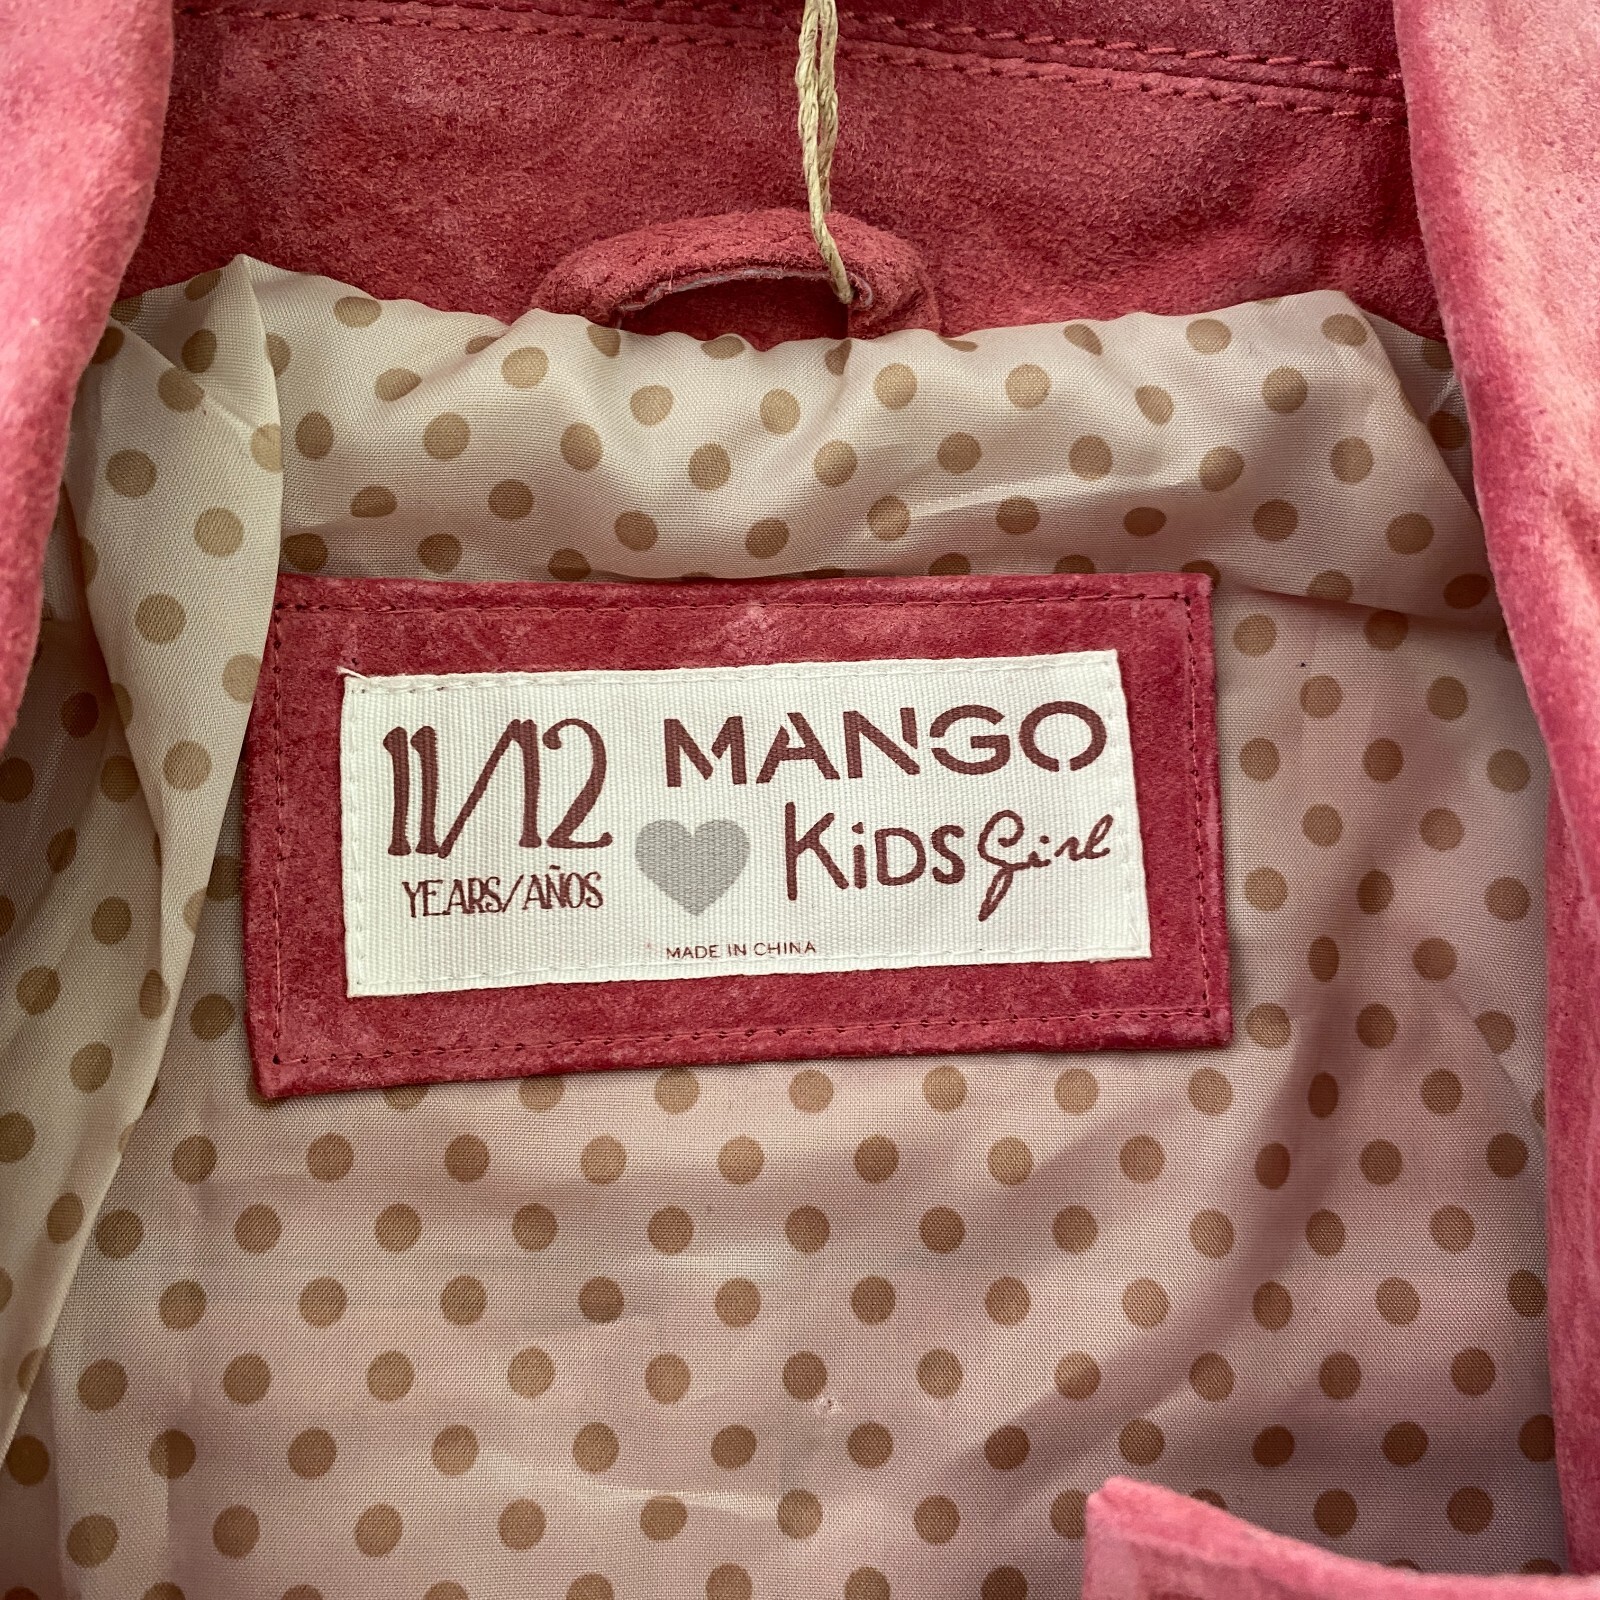 11/12
YEARS/AÑOS
MANGO
KiDS Girl
MADE IN CHINA